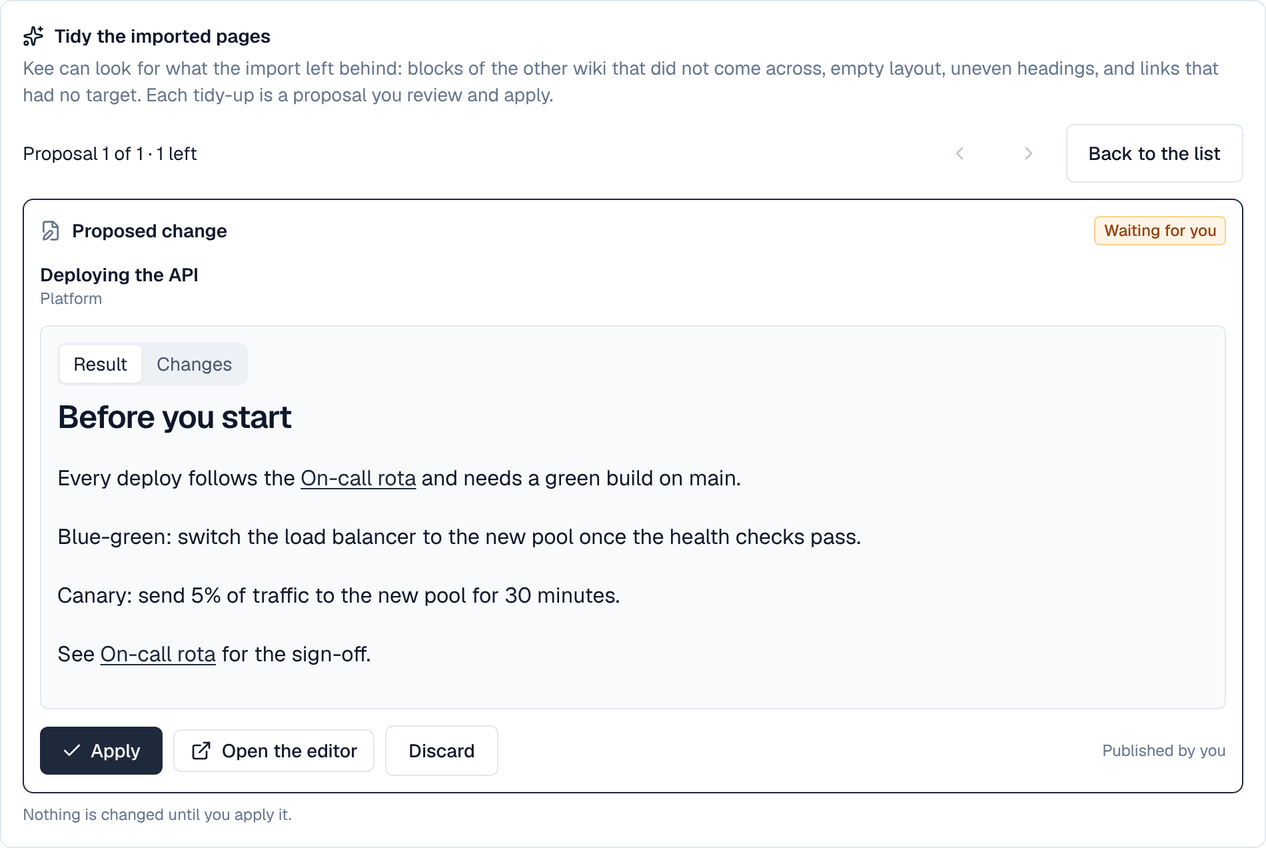 Tidy the imported pages
Kee can look for what the import left behind: blocks of the other wiki that did not come across, empty layout, uneven headings, and links that
had no target. Each tidy-up is a proposal you review and apply.
Proposal 1 of 1 · 1 left
Back to the list
Proposed change
Waiting for you
Deploying the API
Platform
Result
Changes
Before you start
Every deploy follows the On-call rota and needs a green build on main.
Blue-green: switch the load balancer to the new pool once the health checks pass.
Canary: send 5% of traffic to the new pool for 30 minutes.
See On-call rota for the sign-off.
Apply
Open the editor
Discard
Published by you
Nothing is changed until you apply it.